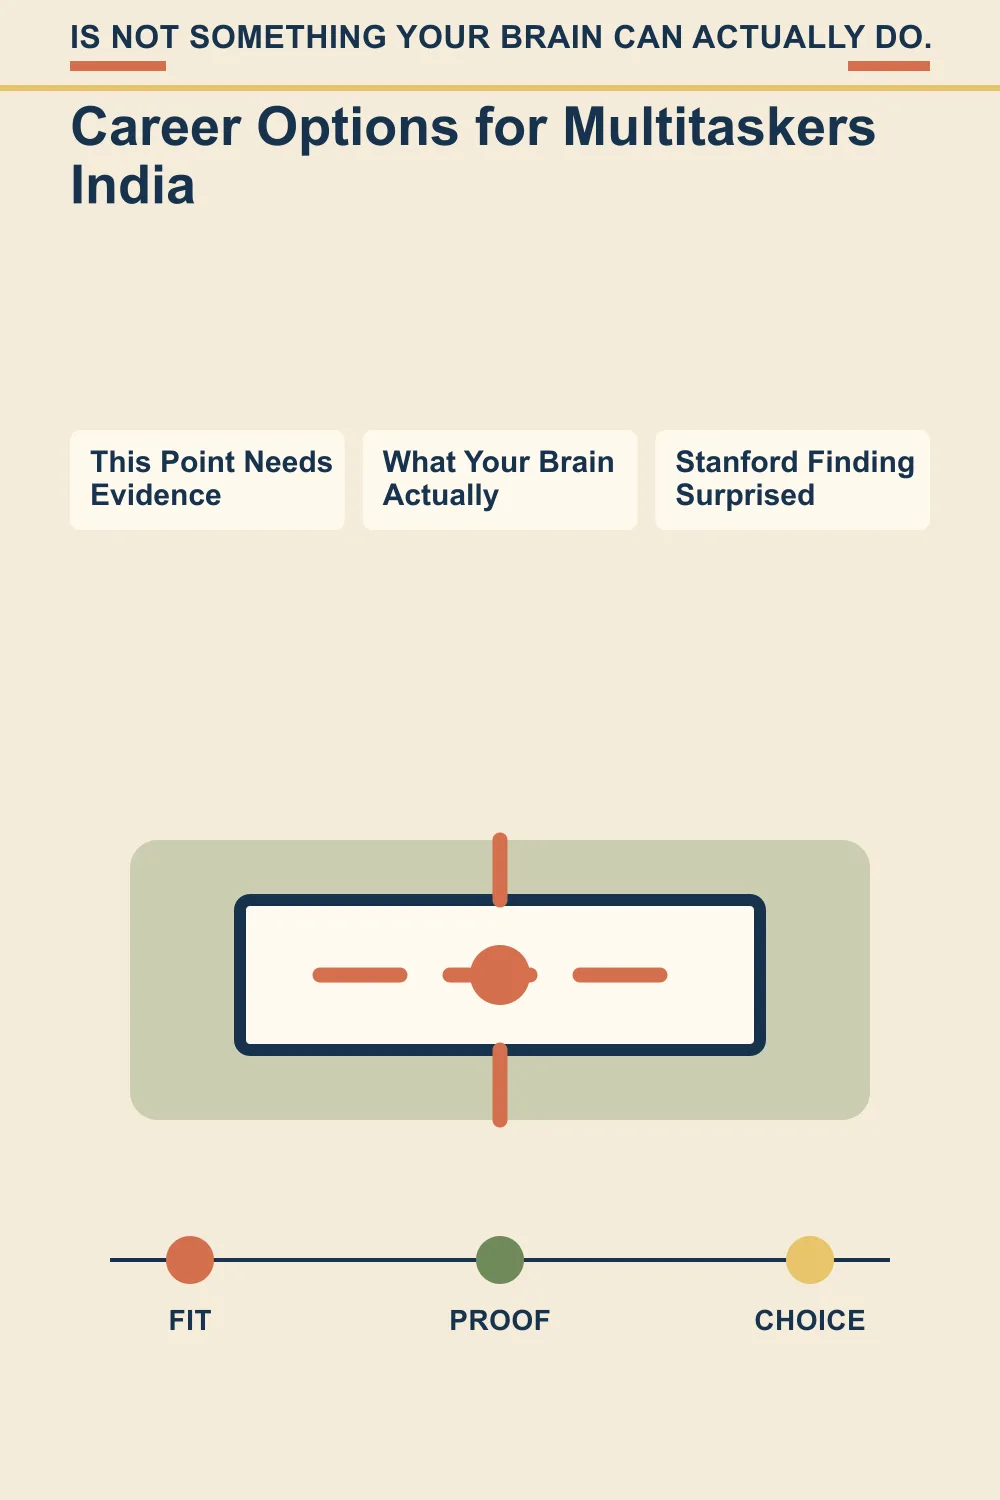 IS NOT SOMETHING YOUR BRAIN CAN ACTUALLY DO.
Career Options for Multitaskers
India
This Point Needs
Evidence
What Your Brain
Actually
Stanford Finding
Surprised
FIT
PROOF
CHOICE